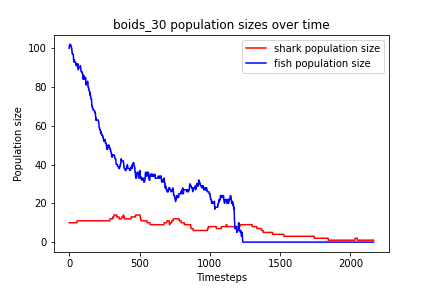 boids_30 population sizes over time
shark population size
fish population size
Population size
100
80
60
40
20
0
0
500
1000
1500
2000
Timesteps